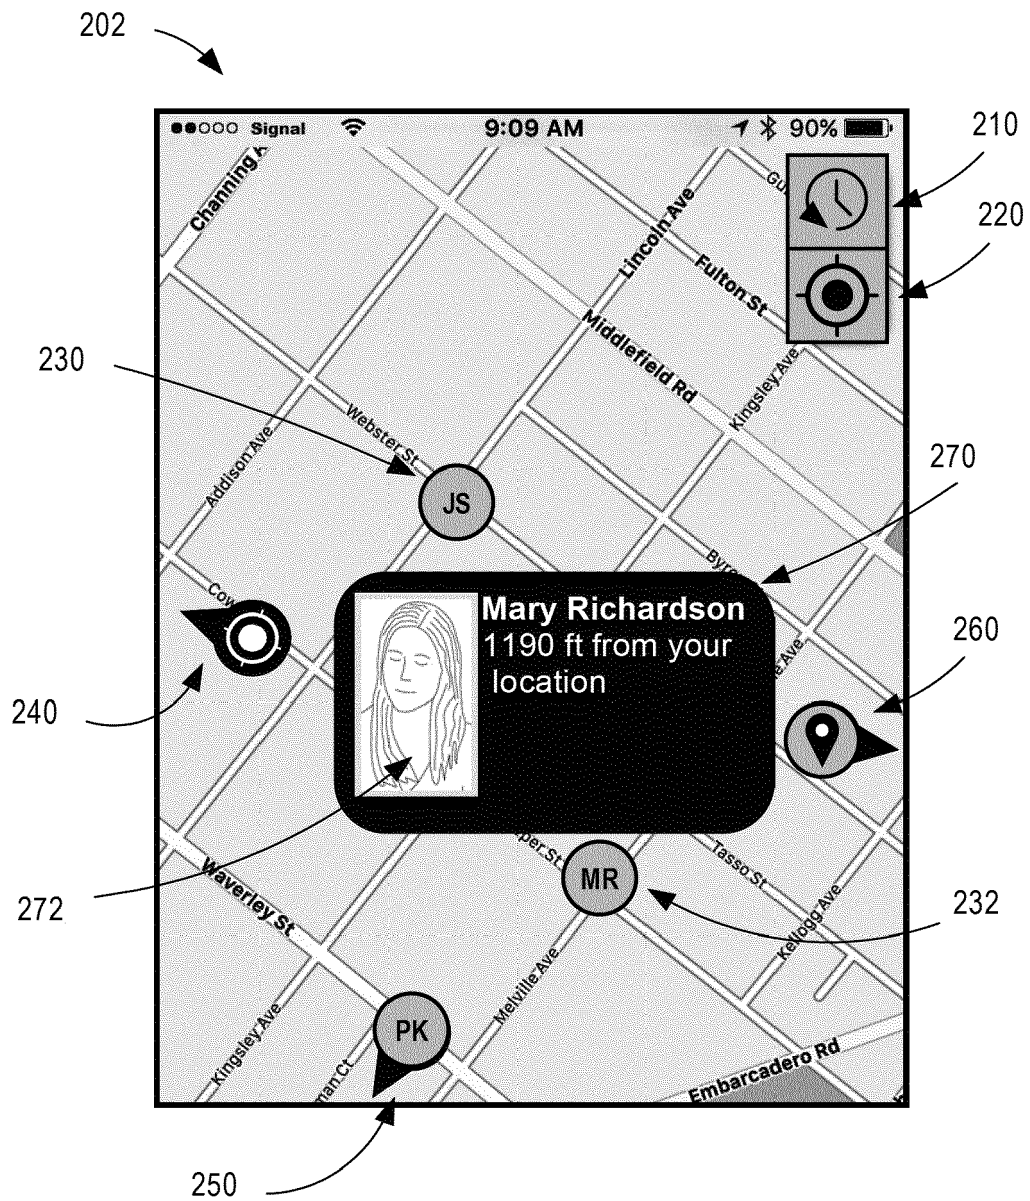 202
Signal
9:09 AM
90%
210
220
Channing
Lincoln Ave
Fulton St
Middlefield Rd
Kingsley Ave
230
Webster St
Addison Ave
270
JS
Mary Richardson
1190 ft from your
location
260
240
272
MR
232
Tasso St
Kellogg Ave
Waverley St
Melville Ave
PK
Kingsley Ave
Embarcadero Rd
250